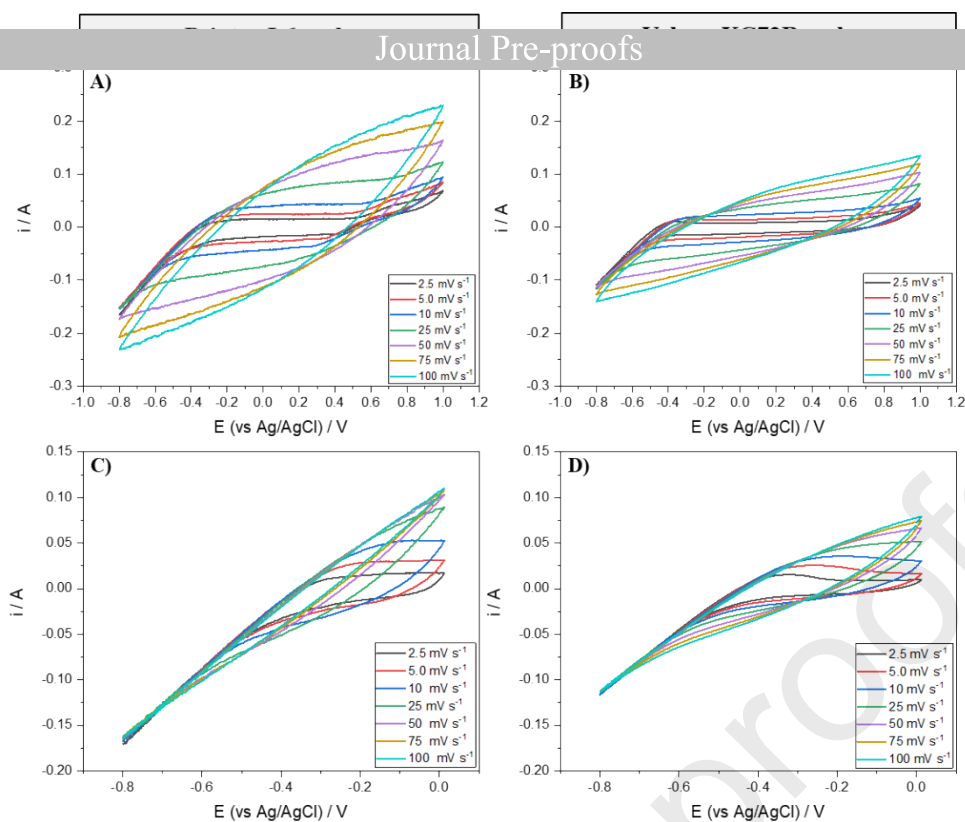 Journal Pre-proofs
A)
B)
0.2
0.1
0.0
-0.1
-0.2
-0.3
i / A
2.5 mV s-1
5.0 mV s-1
10 mV s-1
25 mV s-1
50 mV s-1
75 mV s-1
100 mV s-1
-1.0 -0.8 -0.6 -0.4 -0.2 0.0 0.2 0.4 0.6 0.8 1.0 1.2
E (vs Ag/AgCl) / V
0.2
0.1
0.0
-0.1
-0.2
-0.3
i / A
2.5 mV s-1
5.0 mV s-1
10 mV s-1
25 mV s-1
50 mV s-1
75 mV s-1
100 mV s-1
-1.0 -0.8 -0.6 -0.4 -0.2 0.0 0.2 0.4 0.6 0.8 1.0 1.2
E (vs Ag/AgCl) / V
C)
0.15
0.10
0.05
0.00
-0.05
-0.10
-0.15
-0.20
i / A
2.5 mV s-1
5.0 mV s-1
10 mV s-1
25 mV s-1
50 mV s-1
75 mV s-1
100 mV s-1
-0.8 -0.6 -0.4 -0.2 0.0
E (vs Ag/AgCl) / V
D)
0.15
0.10
0.05
0.00
-0.05
-0.10
-0.15
-0.20
i / A
2.5 mV s-1
5.0 mV s-1
10 mV s-1
25 mV s-1
50 mV s-1
75 mV s-1
100 mV s-1
-0.8 -0.6 -0.4 -0.2 0.0
E (vs Ag/AgCl) / V
proof